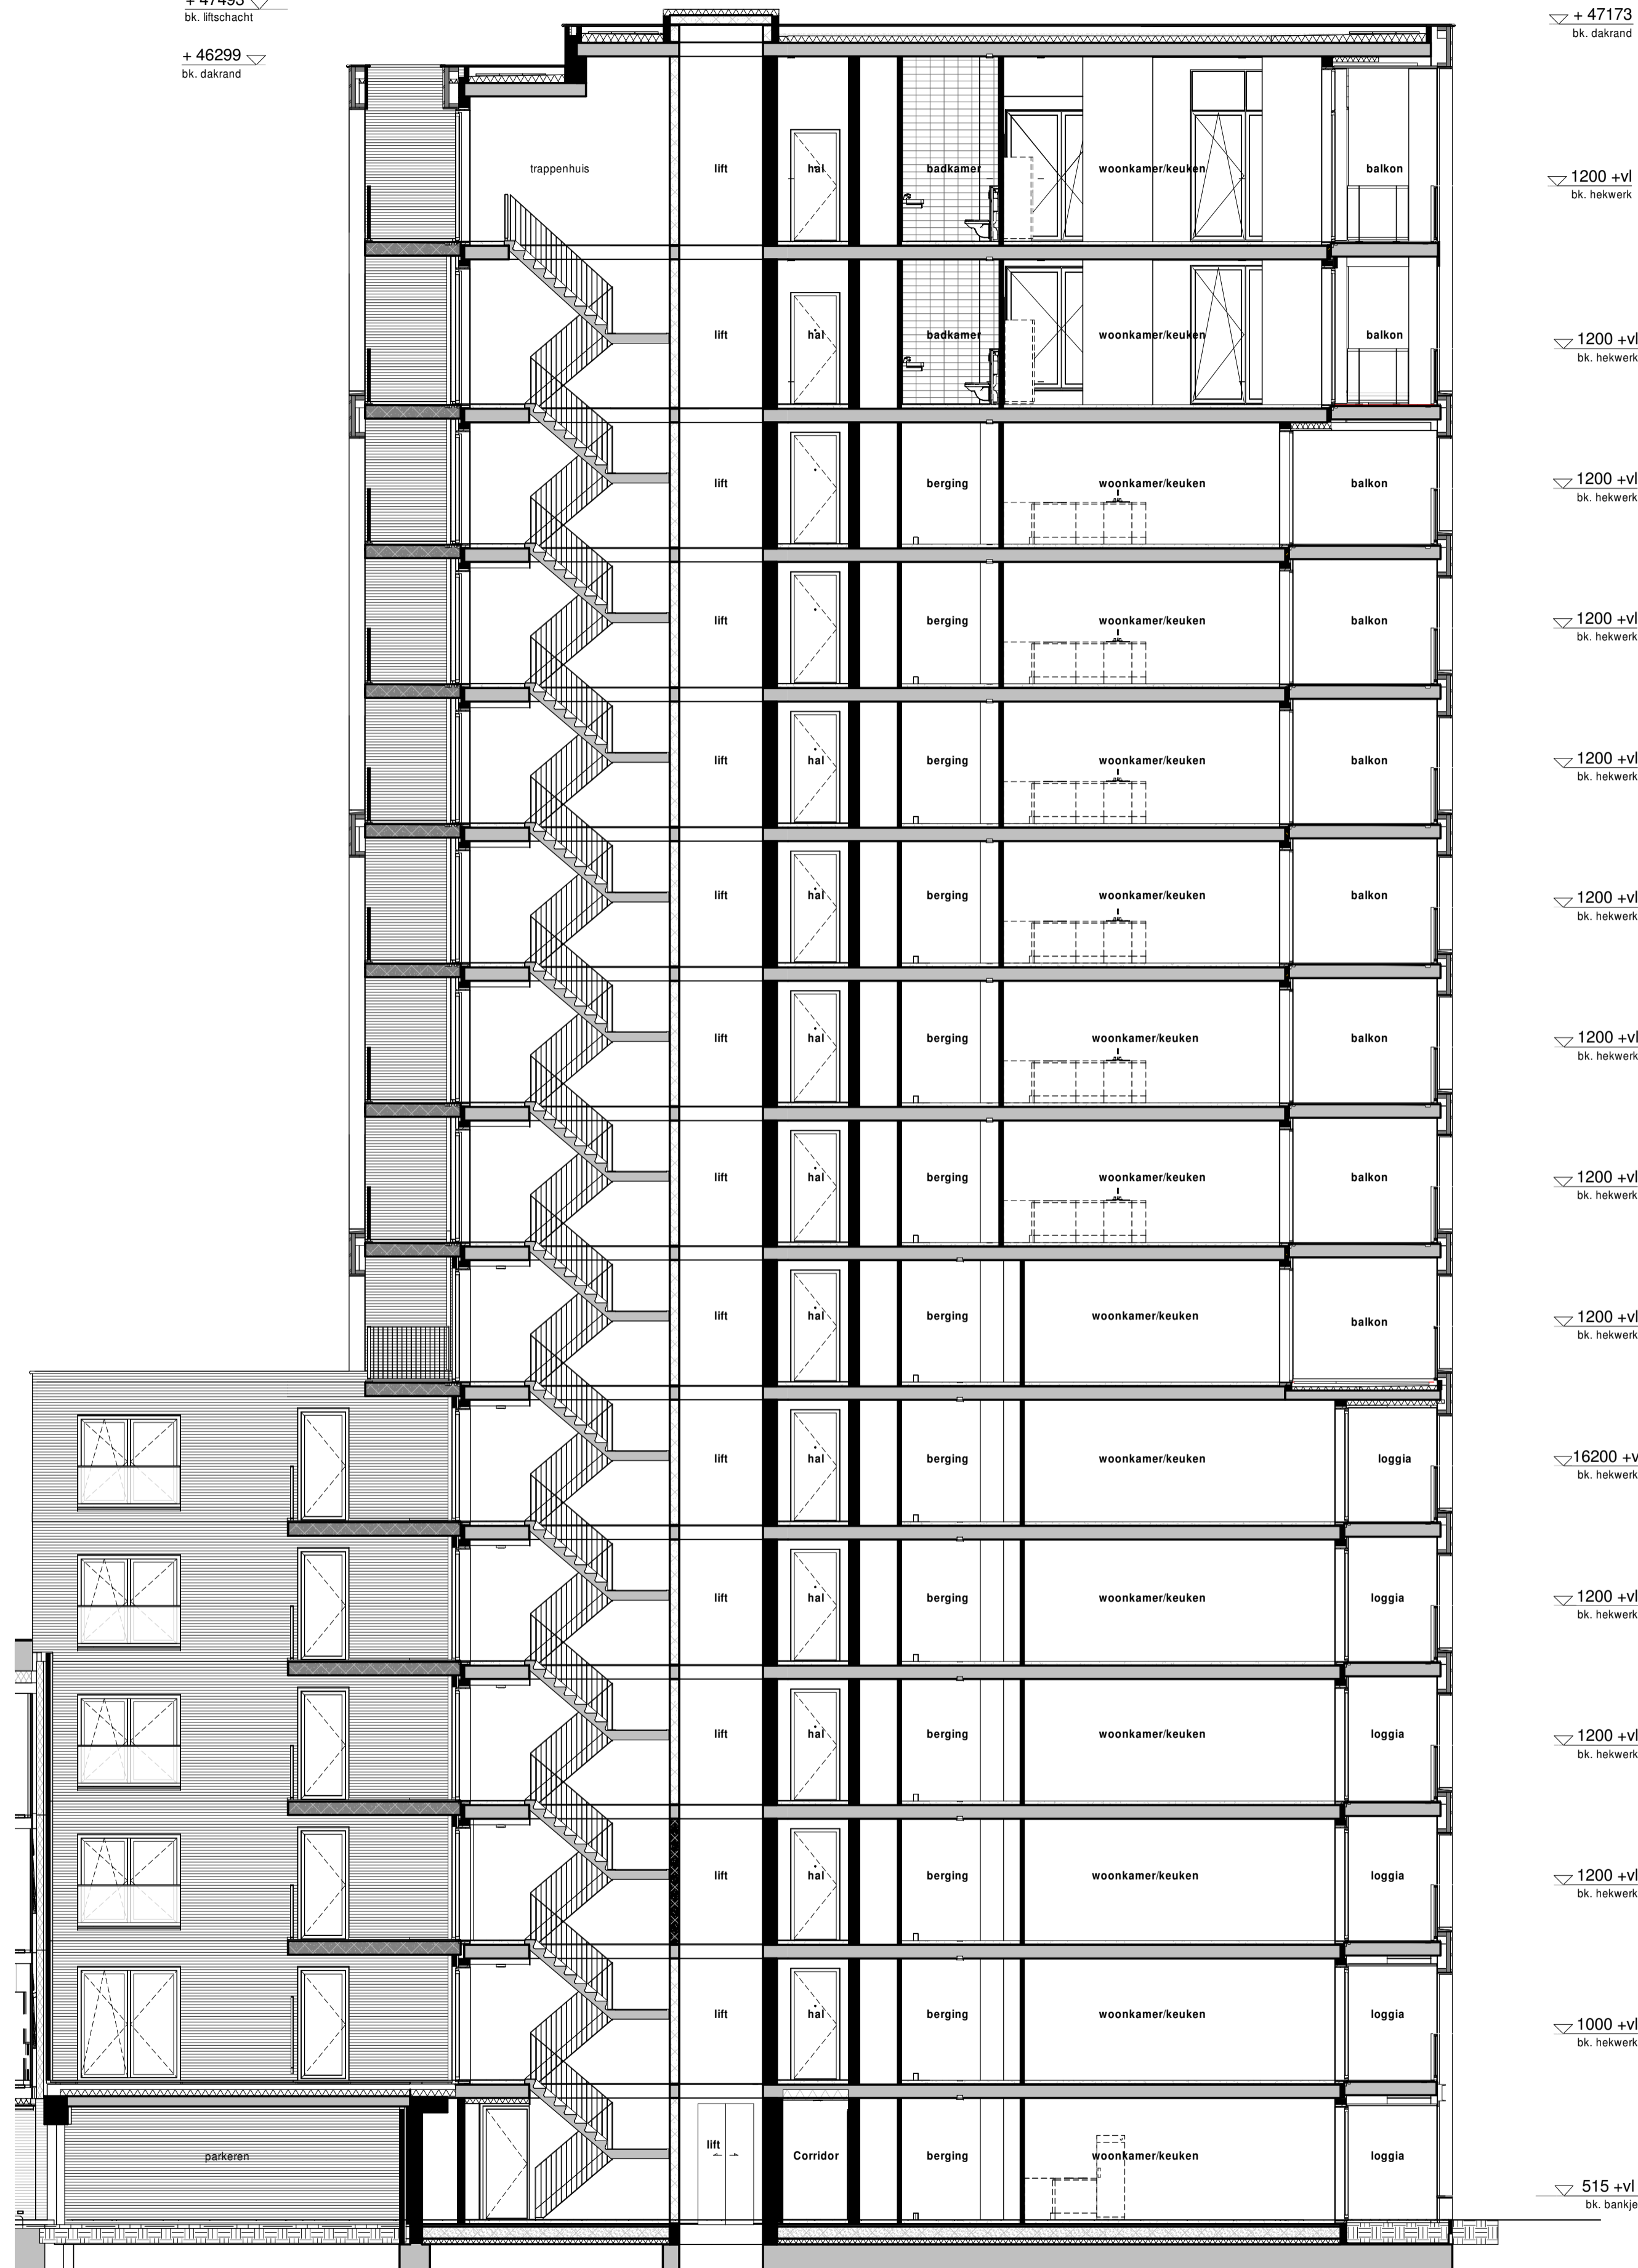 + 47493
bk. liftschacht
+ 47173
bk. dakrand
+ 46299
bk. dakrand
trappenhuis lift hal badkamer woonkamer/keuken balkon
1200 +vl
bk. hekwerk
lift hal badkamer woonkamer/keuken balkon
1200 +vl
bk. hekwerk
lift berging woonkamer/keuken balkon
1200 +vl
bk. hekwerk
lift berging woonkamer/keuken balkon
1200 +vl
bk. hekwerk
lift hal berging woonkamer/keuken balkon
1200 +vl
bk. hekwerk
lift hal berging woonkamer/keuken balkon
1200 +vl
bk. hekwerk
lift hal berging woonkamer/keuken balkon
1200 +vl
bk. hekwerk
lift hal berging woonkamer/keuken balkon
1200 +vl
bk. hekwerk
lift hal berging woonkamer/keuken balkon
1200 +vl
bk. hekwerk
lift hal berging woonkamer/keuken loggia
16200 +v
bk. hekwerk
lift hal berging woonkamer/keuken loggia
1200 +vl
bk. hekwerk
lift hal berging woonkamer/keuken loggia
1200 +vl
bk. hekwerk
lift hal berging woonkamer/keuken loggia
1200 +vl
bk. hekwerk
lift hal berging woonkamer/keuken loggia
1000 +vl
bk. hekwerk
parkeren lift Corridor berging woonkamer/keuken loggia
515 +vl
bk. bankje